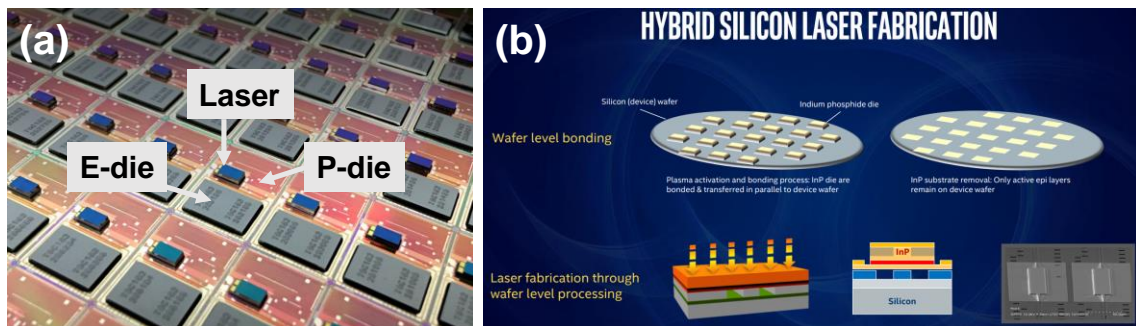 (a)
Laser
E-die
P-die
(b)
HYBRID SILICON LASER FABRICATION
Silicon (device) wafer
Indium phosphide die
Wafer level bonding
Plasma activation and bonding process: InP die are
bonded & transferred in parallel to device wafer
InP substrate removal: Only active epi layers
remain on device wafer
Laser fabrication through
wafer level processing
InP
Silicon